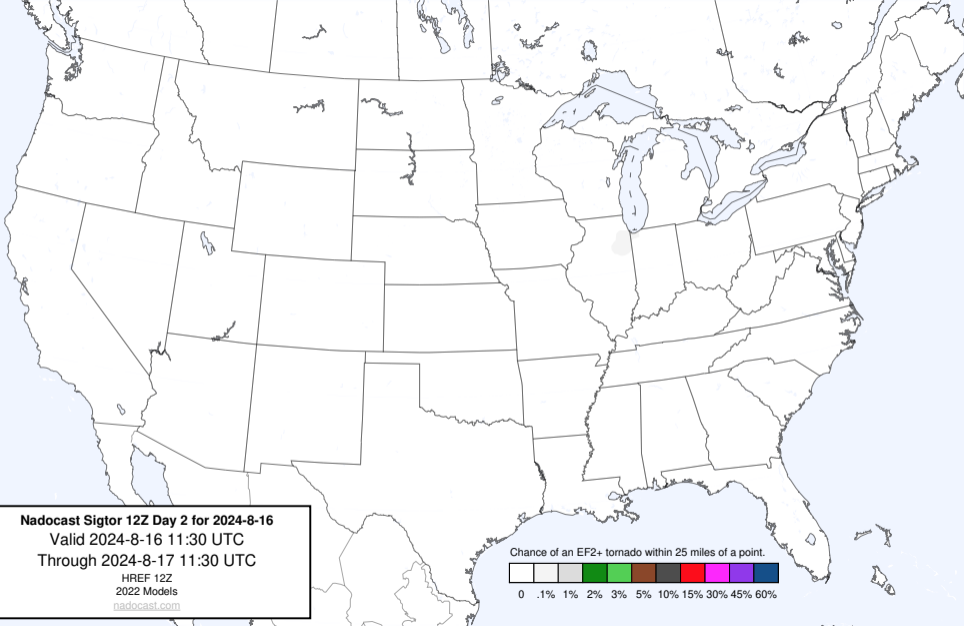 Nadocast Sigtor 12Z Day 2 for 2024-8-16
Valid 2024-8-16 11:30 UTC
Through 2024-8-17 11:30 UTC
HREF 12Z
2022 Models
nadocast.com
Chance of an EF2+ tornado within 25 miles of a point.
0 .1% 1% 2% 3% 5% 10% 15% 30% 45% 60%